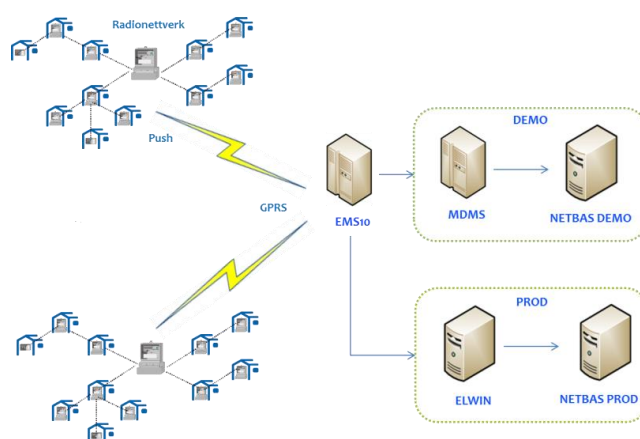 Radionettverk
Push
GPRS
EMS10
DEMO
MDMS
NETBAS DEMO
PROD
ELWIN
NETBAS PROD